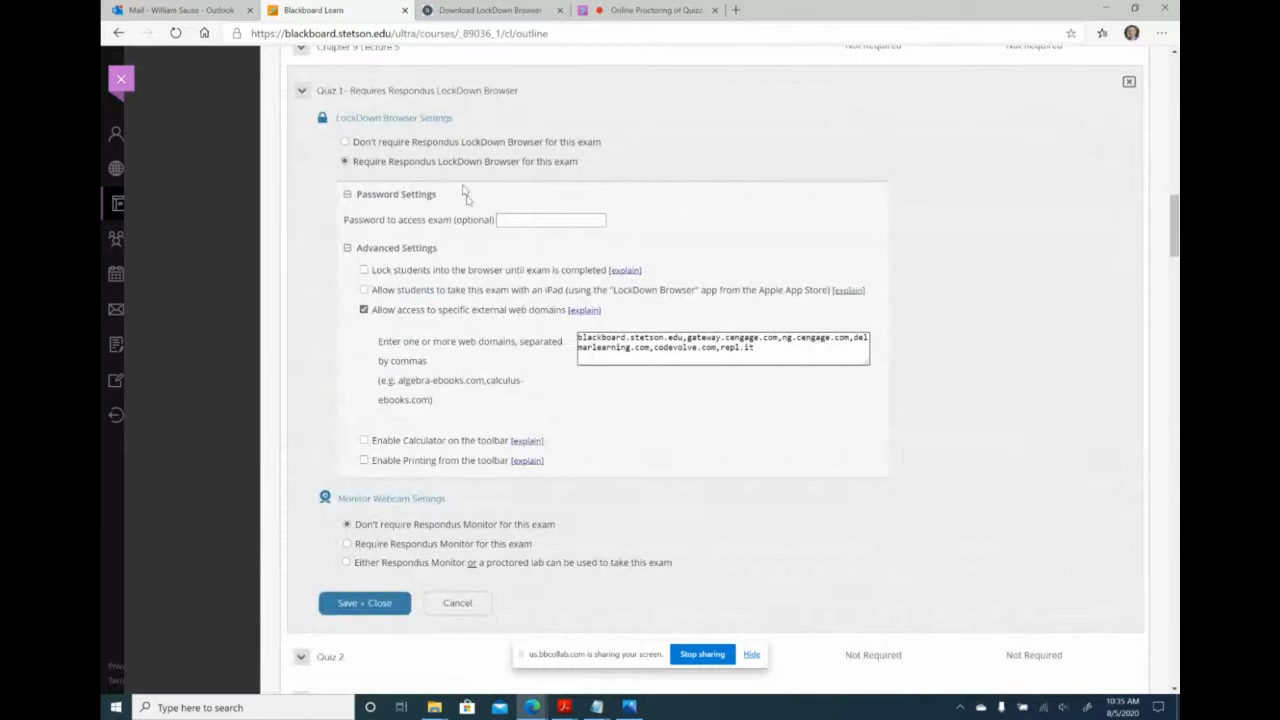 Mail - William Sause - Outlook
Blackboard Learn
Download LockDown Browser
Online Proctoring of Quizz
https://blackboard.stetson.edu/ultra/courses/_89036_1/cl/outline
Chapter 9 Lecture 5
Not Required
Not Required
Quiz 1- Requires Respondus LockDown Browser
LockDown Browser Settings
Don't require Respondus LockDown Browser for this exam
Require Respondus LockDown Browser for this exam
Password Settings
Password to access exam (optional)
Advanced Settings
Lock students into the browser until exam is completed [explain]
Allow students to take this exam with an iPad (using the "LockDown Browser" app from the Apple App Store) [explain]
Allow access to specific external web domains [explain]
Enter one or more web domains, separated
by commas
(e.g. algebra-ebooks.com,calculus-
ebooks.com)
blackboard.stetson.edu,gateway.cengage.com,ng.cengage.com,del
marlearning.com,codevolve.com,repl.it
Enable Calculator on the toolbar [explain]
Enable Printing from the toolbar [explain]
Monitor Webcam Settings
Don't require Respondus Monitor for this exam
Require Respondus Monitor for this exam
Either Respondus Monitor or a proctored lab can be used to take this exam
Save + Close
Cancel
us.bbcollab.com is sharing your screen.
Stop sharing
Hide
Quiz 2
Not Required
Not Required
Priva
Term
Type here to search
10:35 AM
8/5/2020